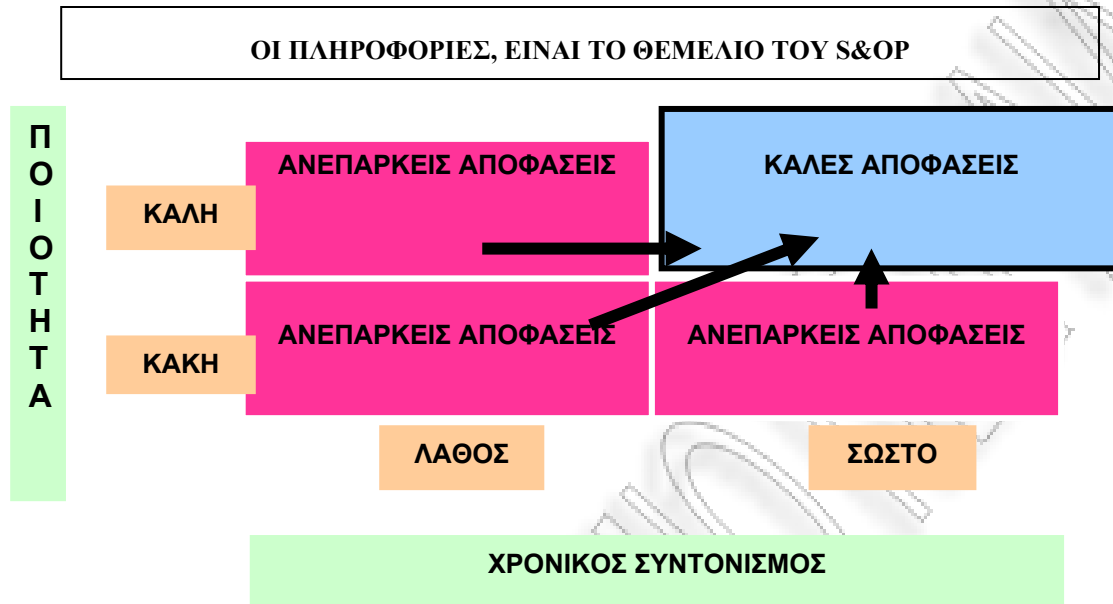 ΟΙ ΠΛΗΡΟΦΟΡΙΕΣ, ΕΙΝΑΙ ΤΟ ΘΕΜΕΛΙΟ ΤΟΥ S&OP
ΠΟΙΟΤΗΤΑ
ΑΝΕΠΑΡΚΕΙΣ ΑΠΟΦΑΣΕΙΣ
ΚΑΛΕΣ ΑΠΟΦΑΣΕΙΣ
ΚΑΛΗ
ΑΝΕΠΑΡΚΕΙΣ ΑΠΟΦΑΣΕΙΣ
ΑΝΕΠΑΡΚΕΙΣ ΑΠΟΦΑΣΕΙΣ
ΚΑΚΗ
ΛΑΘΟΣ
ΣΩΣΤΟ
ΧΡΟΝΙΚΟΣ ΣΥΝΤΟΝΙΣΜΟΣ